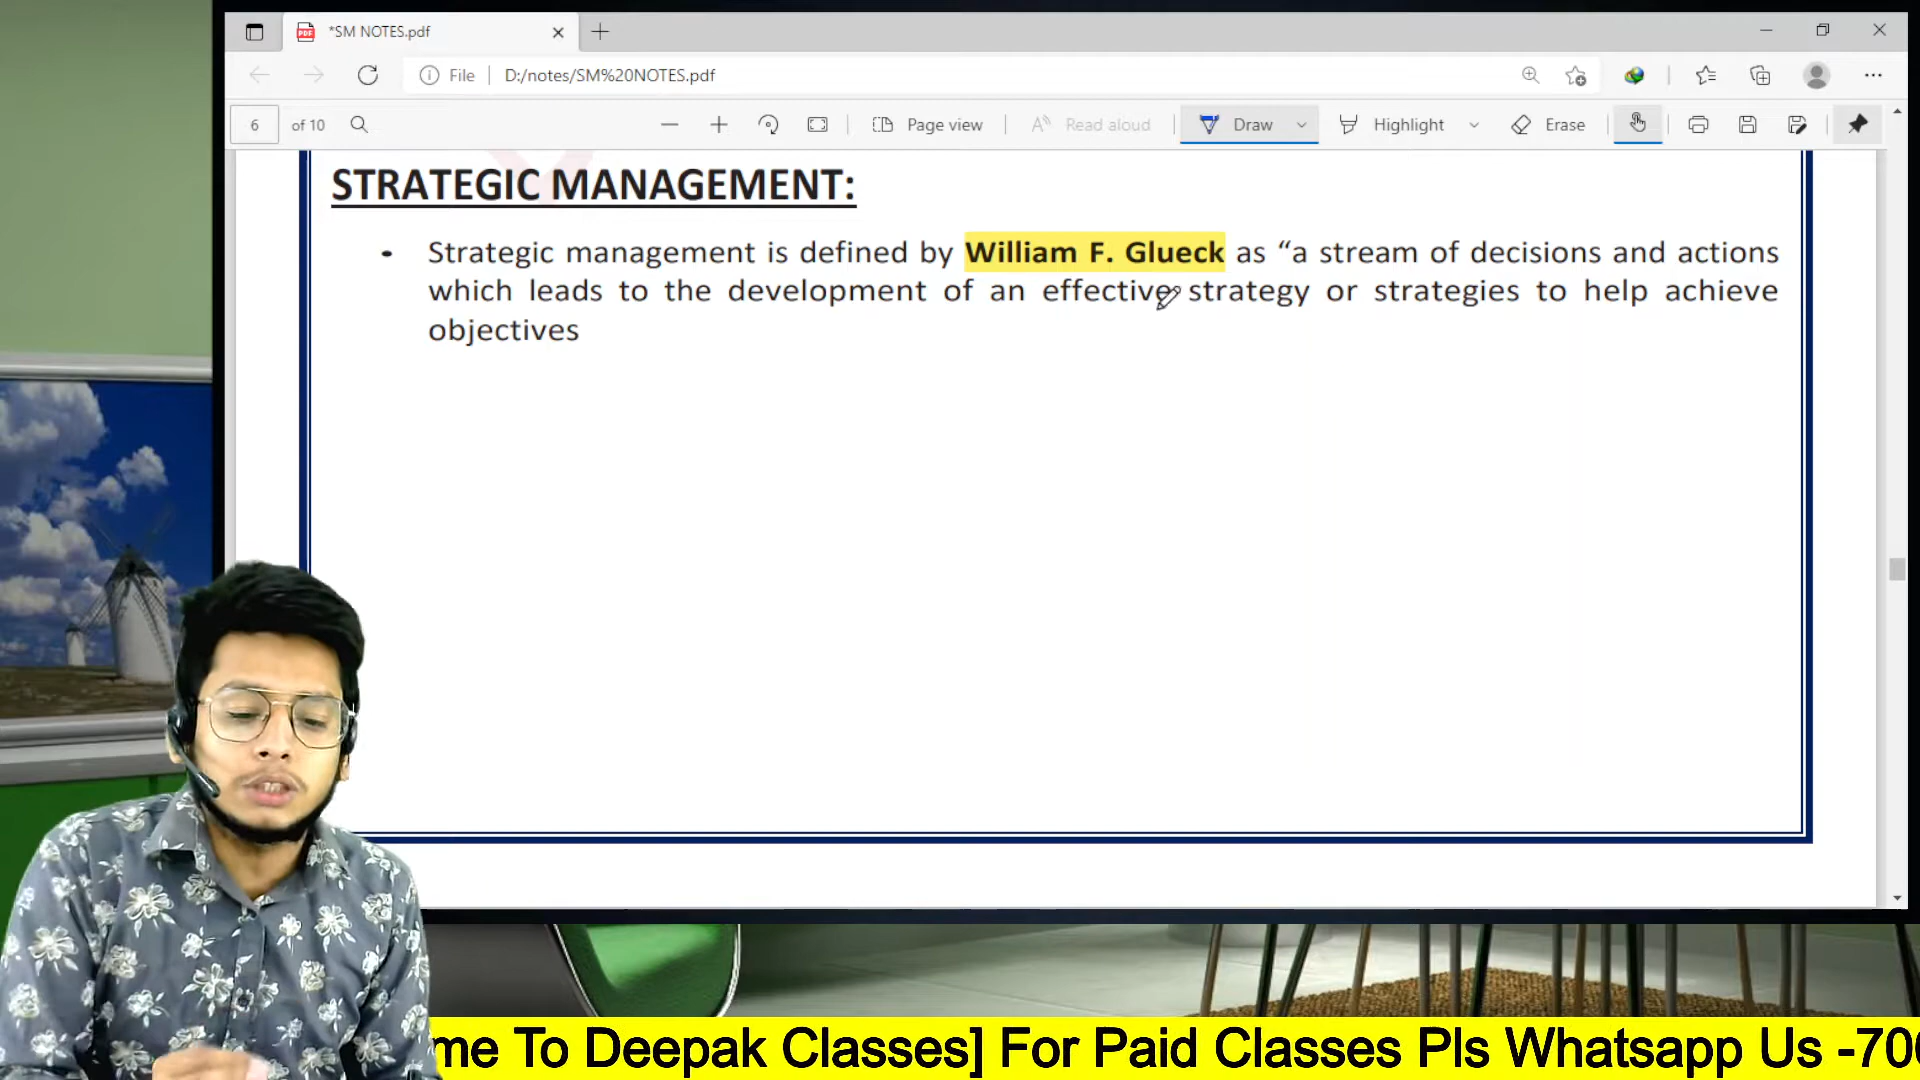 *SM NOTES.pdf
File
D:/notes/SM%20NOTES.pdf
6 of 10
Page view
Read aloud
Draw
Highlight
Erase
STRATEGIC MANAGEMENT:
• Strategic management is defined by William F. Glueck as “a stream of decisions and actions
which leads to the development of an effective strategy or strategies to help achieve
objectives
me To Deepak Classes] For Paid Classes Pls Whatsapp Us -700